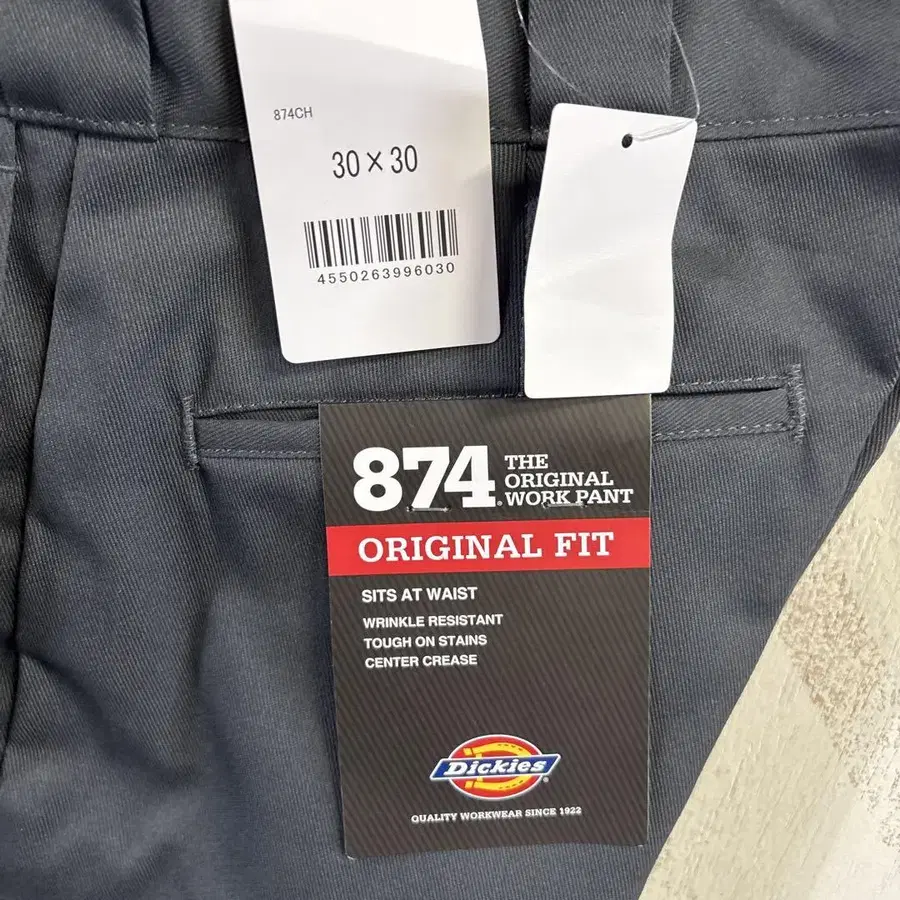 874CH
30 × 30
4550263996030
874® THE
ORIGINAL
WORK PANT
ORIGINAL FIT
SITS AT WAIST
WRINKLE RESISTANT
TOUGH ON STAINS
CENTER CREASE
Dickies
QUALITY WORKWEAR SINCE 1922